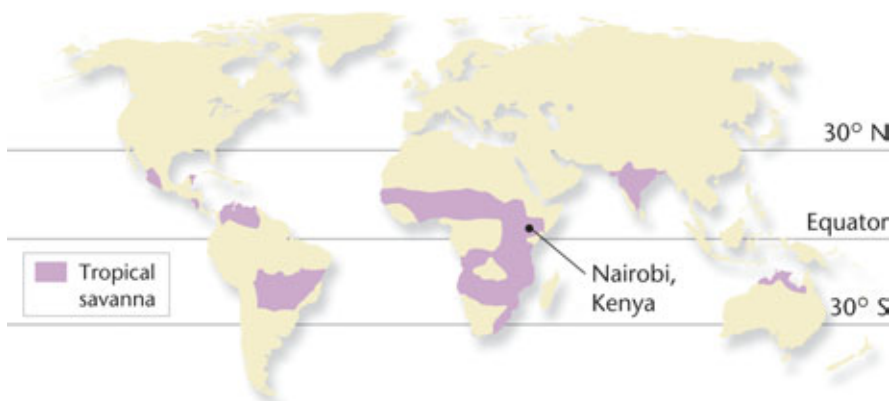 30° N
Equator
Tropical
savanna
Nairobi,
Kenya
30° S